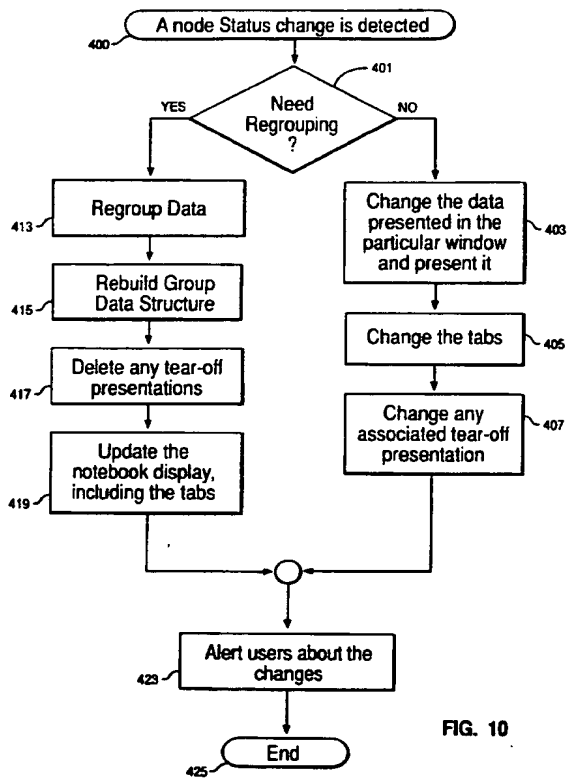 A node Status change is detected
400
401
YES
Need
Regrouping
?
NO
Regroup Data
413
Rebuild Group
Data Structure
415
Delete any tear-off
presentations
417
Update the
notebook display,
including the tabs
419
Change the data
presented in the
particular window
and present it
403
Change the tabs
405
Change any
associated tear-off
presentation
407
Alert users about the
changes
423
End
425
FIG. 10